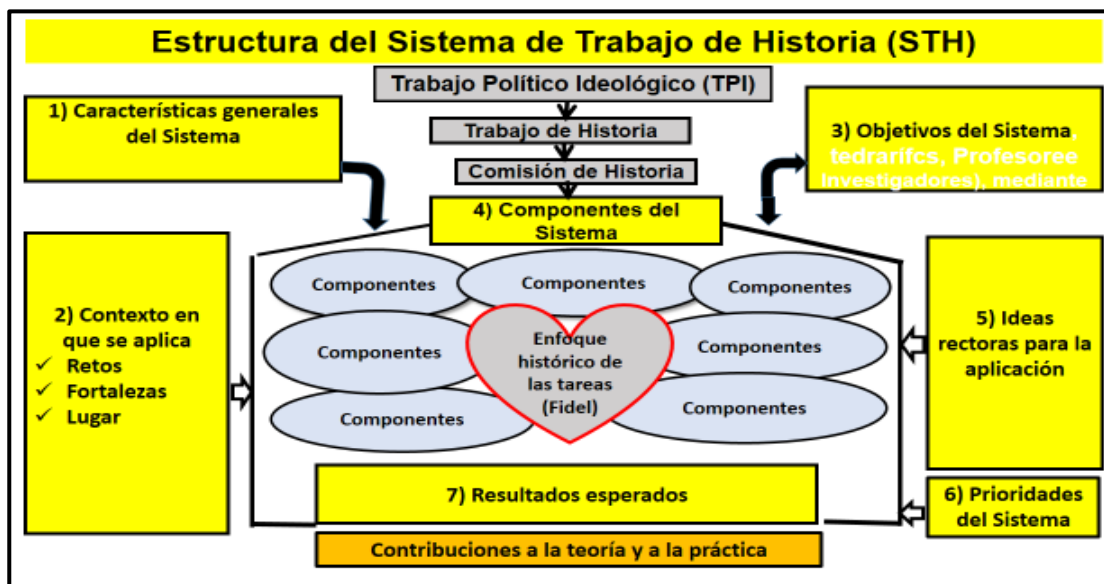 Estructura del Sistema de Trabajo de Historia (STH)
Trabajo Político Ideológico (TPI)
1) Características generales
del Sistema
Trabajo de Historia
Comisión de Historia
3) Objetivos del Sistema,
tedrarifcs, Profesoree
Investigadores), mediante
4) Componentes del
Sistema
2) Contexto en
que se aplica
✓ Retos
✓ Fortalezas
✓ Lugar
Componentes
Componentes
Componentes
Componentes
Enfoque
histórico de
las tareas
(Fidel)
Componentes
Componentes
Componentes
5) Ideas
rectoras para la
aplicación
7) Resultados esperados
6) Prioridades
del Sistema
Contribuciones a la teoría y a la práctica